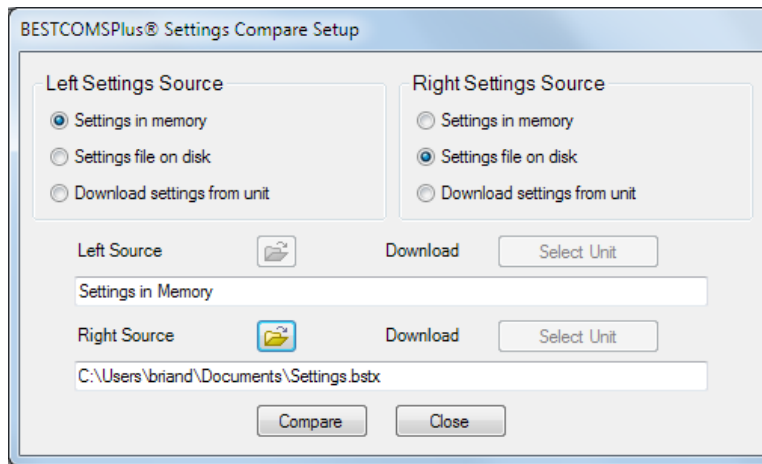 BESTCOMSPlus® Settings Compare Setup
Left Settings Source
Settings in memory
Settings file on disk
Download settings from unit
Right Settings Source
Settings in memory
Settings file on disk
Download settings from unit
Left Source Download Select Unit
Settings in Memory
Right Source Download Select Unit
C:\Users\briand\Documents\Settings.bstx
Compare Close